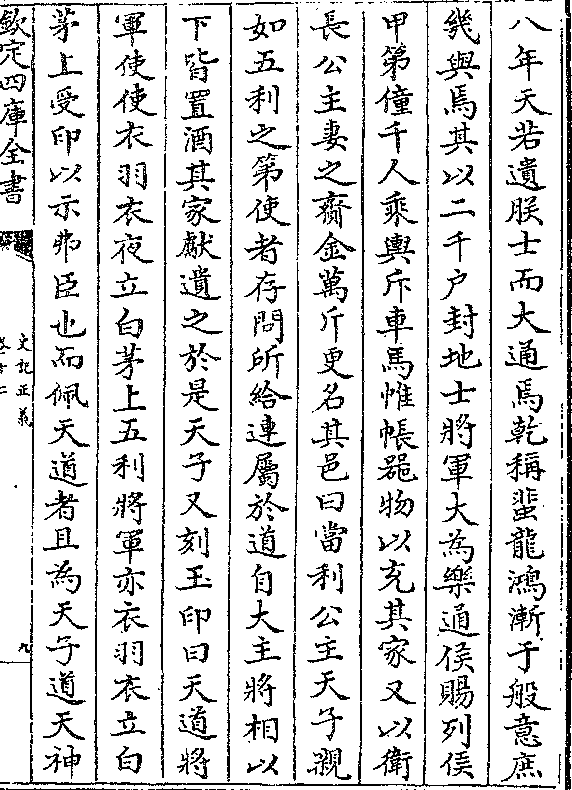 八年天若遺朕士而大通焉乾稱蜚龍鴻漸于般意庶
幾與焉其以二千户封地士將軍大為樂通侯賜列侯
甲第僮千人乘輿斥車馬帷帳器物以充其家又以衛
長公主妻之齎金萬斤更名其邑曰當利公主天子親
如五利之第使者存問所給連屬於道自大主將相以
下皆置酒其家獻遺之於是天子又刻玉印曰天道將
軍使使衣羽衣夜立白茅上五利將軍亦衣羽衣立白
茅上受印以示弗臣也而佩天道者且為天子道天神
欽定四庫全書
史記正義
九